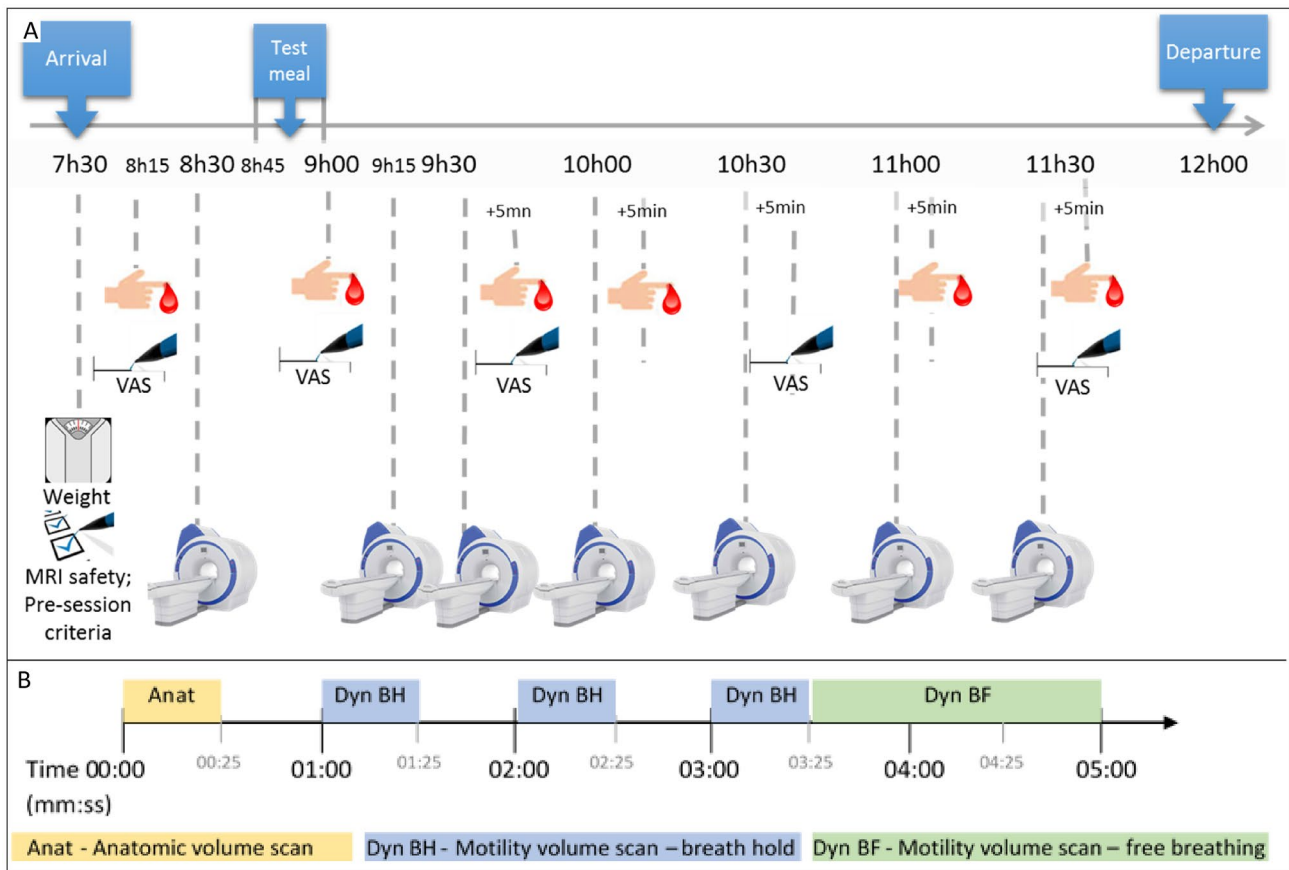 A
Arrival
Test
meal
Departure
7h30 8h15 8h30 8h45 9h00 9h15 9h30 10h00 10h30 11h00 11h30 12h00
+5mn +5min +5min +5min +5min
VAS VAS VAS VAS VAS
Weight
MRI safety;
Pre-session
criteria
B
Anat Dyn BH Dyn BH Dyn BH Dyn BF
Time 00:00 00:25 01:00 01:25 02:00 02:25 03:00 03:25 04:00 04:25 05:00
(mm:ss)
Anat - Anatomic volume scan Dyn BH - Motility volume scan – breath hold Dyn BF - Motility volume scan – free breathing